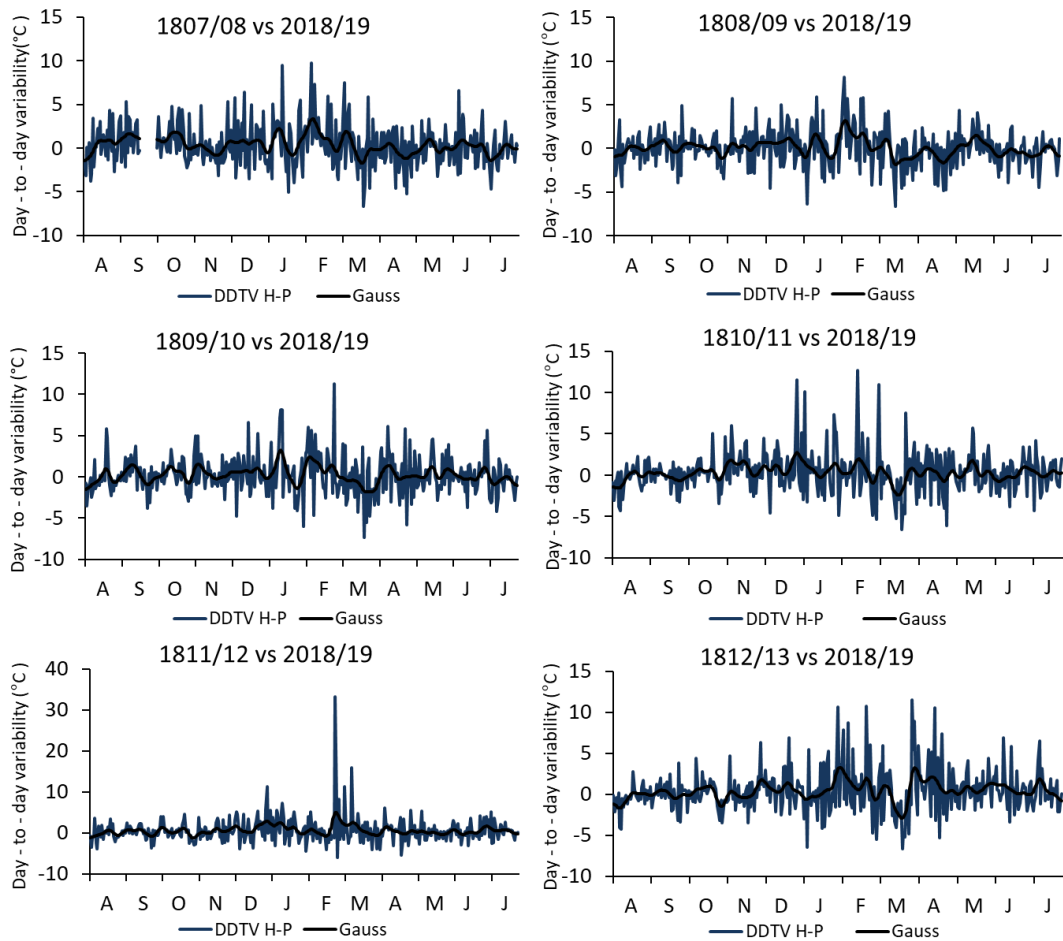 1807/08 vs 2018/19
Day - to - day variability(°C)
15
10
5
0
-5
-10
A S O N D J F M A M J J
DDTV H-P Gauss
1808/09 vs 2018/19
Day - to - day variability (°C )
15
10
5
0
-5
-10
A S O N D J F M A M J J
DDTV H-P Gauss
1809/10 vs 2018/19
Day - to - day variability (°C )
15
10
5
0
-5
-10
A S O N D J F M A M J J
DDTV H-P Gauss
1810/11 vs 2018/19
Day - to - day variability (°C )
15
10
5
0
-5
-10
A S O N D J F M A M J J
DDTV H-P Gauss
1811/12 vs 2018/19
Day - to - day variability (°C )
40
30
20
10
0
-10
A S O N D J F M A M J J
DDTV H-P Gauss
1812/13 vs 2018/19
Day - to - day variability (°C )
15
10
5
0
-5
-10
A S O N D J F M A M J J
DDTV H-P Gauss